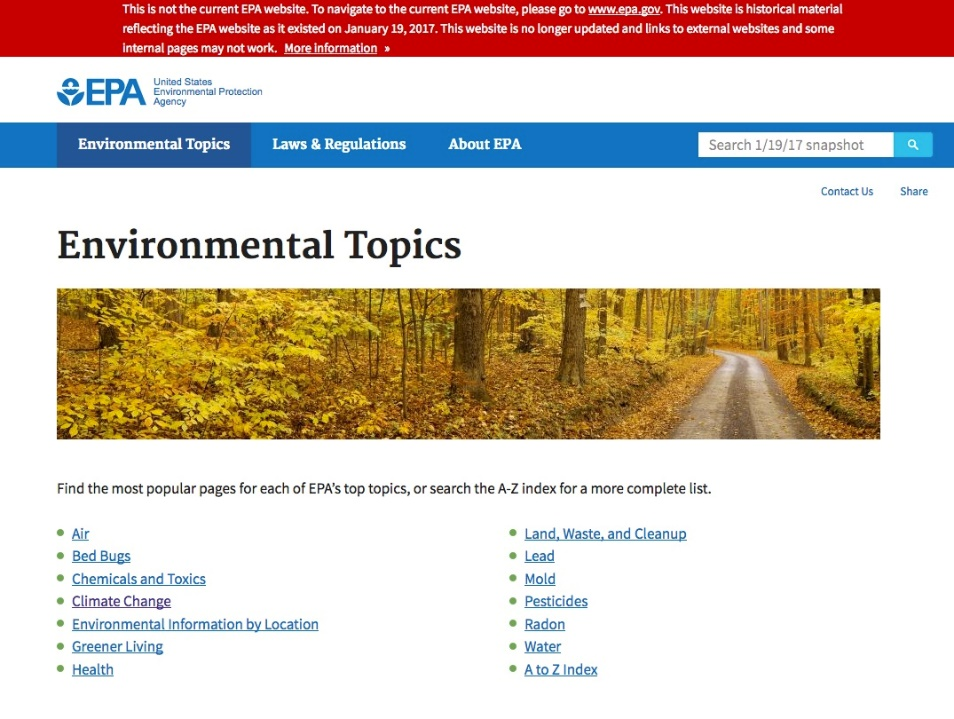 This is not the current EPA website. To navigate to the current EPA website, please go to www.epa.gov. This website is historical material
reflecting the EPA website as it existed on January 19, 2017. This website is no longer updated and links to external websites and some
internal pages may not work. More information »
EPA
United States
Environmental Protection
Agency
Environmental Topics
Laws & Regulations
About EPA
Search 1/19/17 snapshot
Contact Us
Share
Environmental Topics
Find the most popular pages for each of EPA's top topics, or search the A-Z index for a more complete list.
Air
Bed Bugs
Chemicals and Toxics
Climate Change
Environmental Information by Location
Greener Living
Health
Land, Waste, and Cleanup
Lead
Mold
Pesticides
Radon
Water
A to Z Index